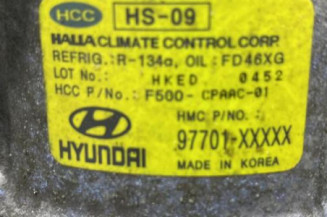 HCC HS-09
HALLA CLIMATE CONTROL CORP.
REFRIG.: R-134a, OIL: FD46XG
LOT No.: HKED 0452
HCC P/No.: F500-CPAAC-01
HMC P/NO.:
HYUNDAI 97701-XXXXX
MADE IN KOREA